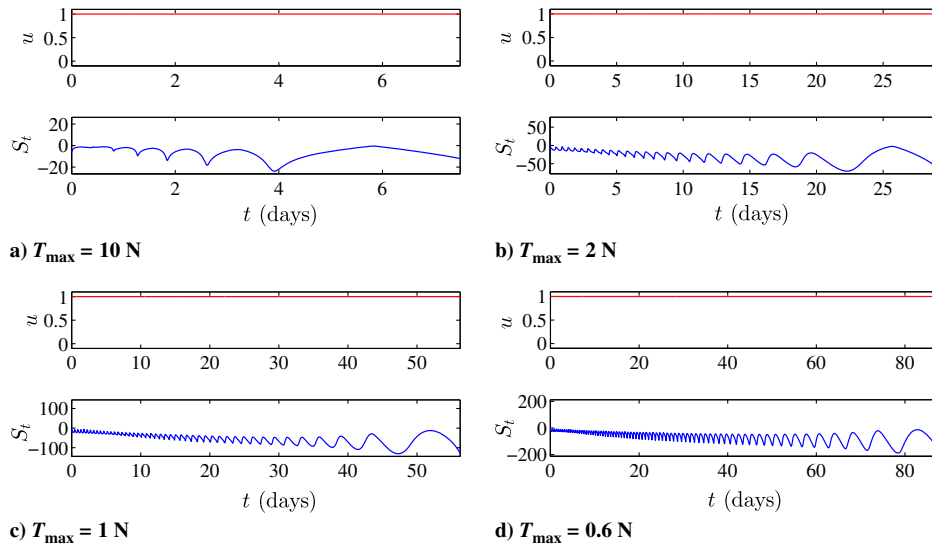 1
0.5
0
u
0 2 4 6
20
0
−20
S_t
0 2 4 6
t (days)
a) T_max = 10 N
1
0.5
0
u
0 5 10 15 20 25
50
0
−50
S_t
0 5 10 15 20 25
t (days)
b) T_max = 2 N
1
0.5
0
u
0 10 20 30 40 50
100
0
−100
S_t
0 10 20 30 40 50
t (days)
c) T_max = 1 N
1
0.5
0
u
0 20 40 60 80
200
0
−200
S_t
0 20 40 60 80
t (days)
d) T_max = 0.6 N